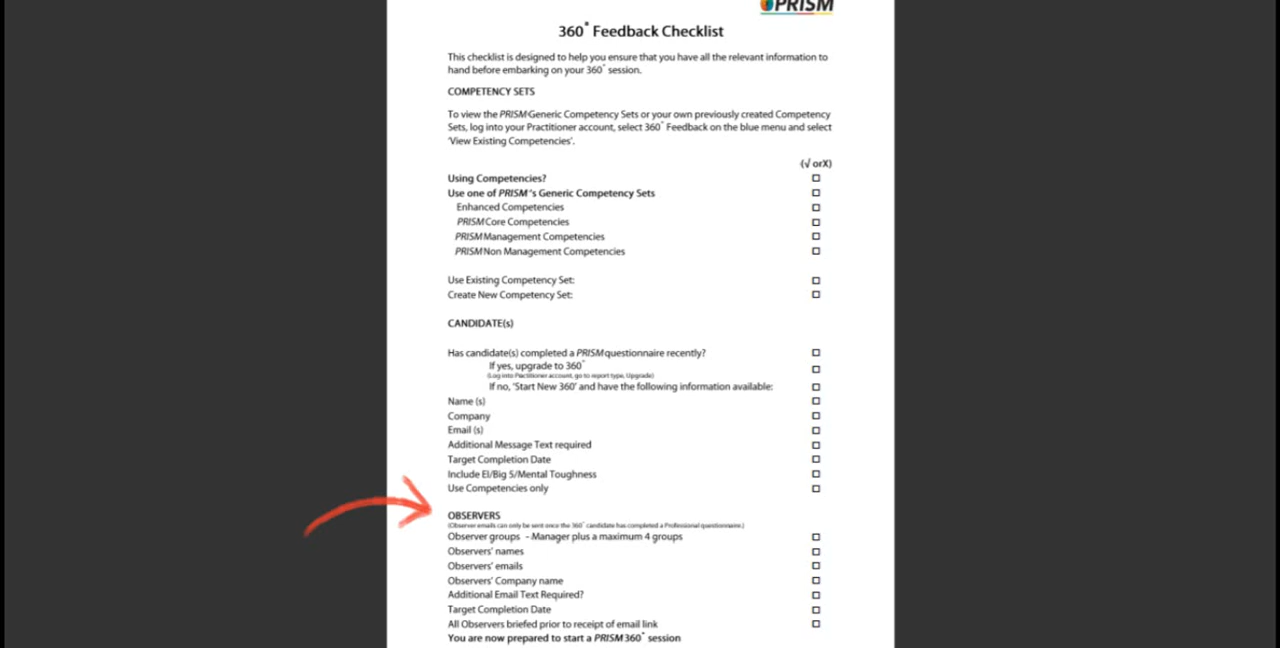 PRISM
360° Feedback Checklist
This checklist is designed to help you ensure that you have all the relevant information to
hand before embarking on your 360° session.
COMPETENCY SETS
To view the PRISM Generic Competency Sets or your own previously created Competency
Sets, log into your Practitioner account, select 360° Feedback on the blue menu and select
'View Existing Competencies'.
(√ orX)
Using Competencies?
Use one of PRISM's Generic Competency Sets
Enhanced Competencies
PRISM Core Competencies
PRISM Management Competencies
PRISM Non Management Competencies
Use Existing Competency Set:
Create New Competency Set:
CANDIDATE(s)
Has candidate(s) completed a PRISM questionnaire recently?
If yes, upgrade to 360°
(Log into Practitioner account, go to report type, Upgrade)
If no, 'Start New 360' and have the following information available:
Name (s)
Company
Email (s)
Additional Message Text required
Target Completion Date
Include EI/Big 5/Mental Toughness
Use Competencies only
OBSERVERS
(Observer emails can only be sent once the 360° candidate has completed a Professional questionnaire.)
Observer groups - Manager plus a maximum 4 groups
Observers' names
Observers' emails
Observers' Company name
Additional Email Text Required?
Target Completion Date
All Observers briefed prior to receipt of email link
You are now prepared to start a PRISM 360° session